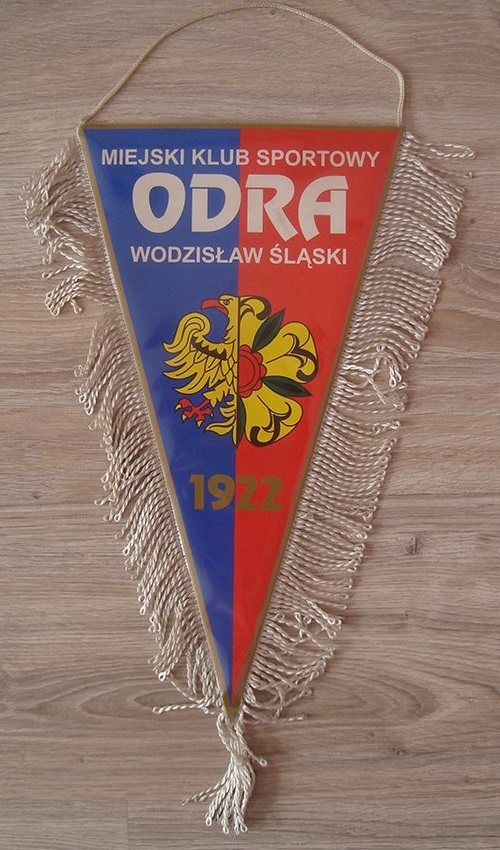 MIEJSKI KLUB SPORTOWY
ODRA
WODZISŁAW ŚLĄSKI
1922